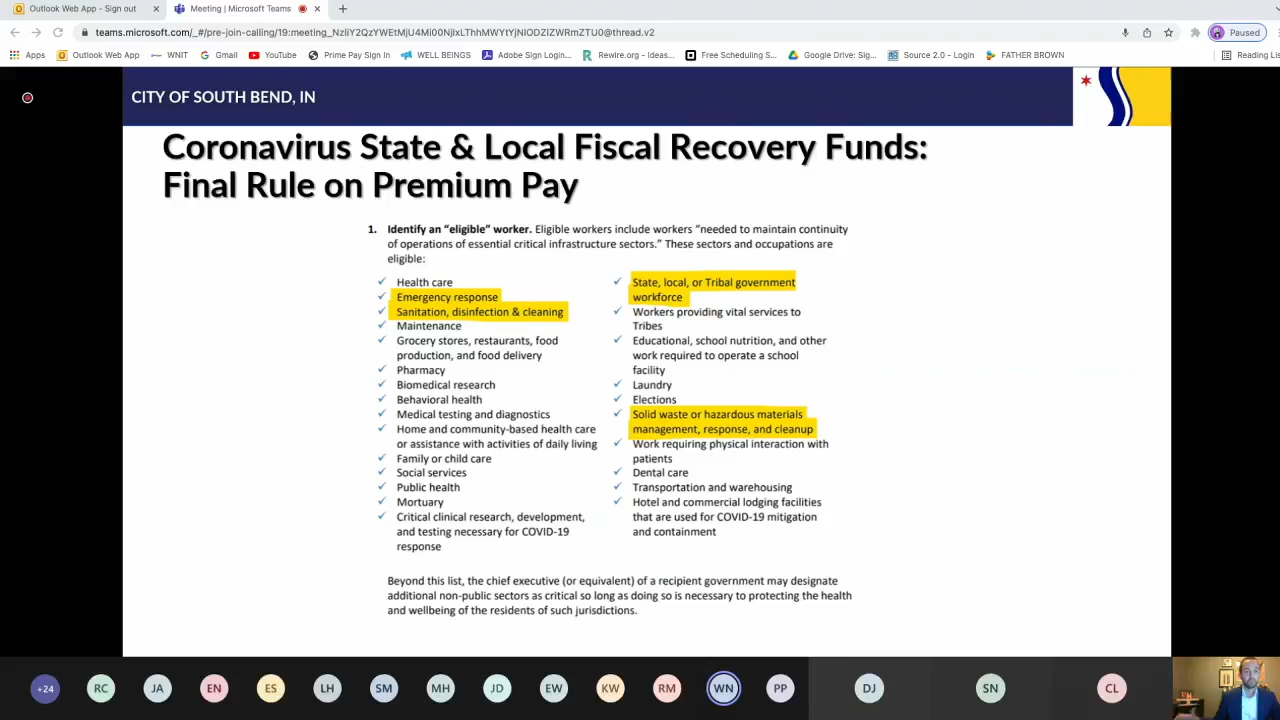 Outlook Web App - Sign out
Meeting | Microsoft Teams
teams.microsoft.com/_#/pre-join-calling/19:meeting_NzIiY2QzYWEtMjU4Mi00NjIxLThhMWYtYjNlODZlZWRmZTU0@thread.v2
Paused
Apps
Outlook Web App
WNIT
Gmail
YouTube
Prime Pay Sign In
WELL BEINGS
Adobe Sign Login...
Rewire.org - Ideas...
Free Scheduling S...
Google Drive: Sig...
Source 2.0 - Login
FATHER BROWN
Reading List
CITY OF SOUTH BEND, IN
Coronavirus State & Local Fiscal Recovery Funds:
Final Rule on Premium Pay
1. Identify an “eligible” worker. Eligible workers include workers “needed to maintain continuity
of operations of essential critical infrastructure sectors.” These sectors and occupations are
eligible:
Health care
Emergency response
Sanitation, disinfection & cleaning
Maintenance
Grocery stores, restaurants, food
production, and food delivery
Pharmacy
Biomedical research
Behavioral health
Medical testing and diagnostics
Home and community-based health care
or assistance with activities of daily living
Family or child care
Social services
Public health
Mortuary
Critical clinical research, development,
and testing necessary for COVID-19
response
State, local, or Tribal government
workforce
Workers providing vital services to
Tribes
Educational, school nutrition, and other
work required to operate a school
facility
Laundry
Elections
Solid waste or hazardous materials
management, response, and cleanup
Work requiring physical interaction with
patients
Dental care
Transportation and warehousing
Hotel and commercial lodging facilities
that are used for COVID-19 mitigation
and containment
Beyond this list, the chief executive (or equivalent) of a recipient government may designate
additional non-public sectors as critical so long as doing so is necessary to protecting the health
and wellbeing of the residents of such jurisdictions.
+24
RC
JA
EN
ES
LH
SM
MH
JD
EW
KW
RM
WN
PP
DJ
SN
CL